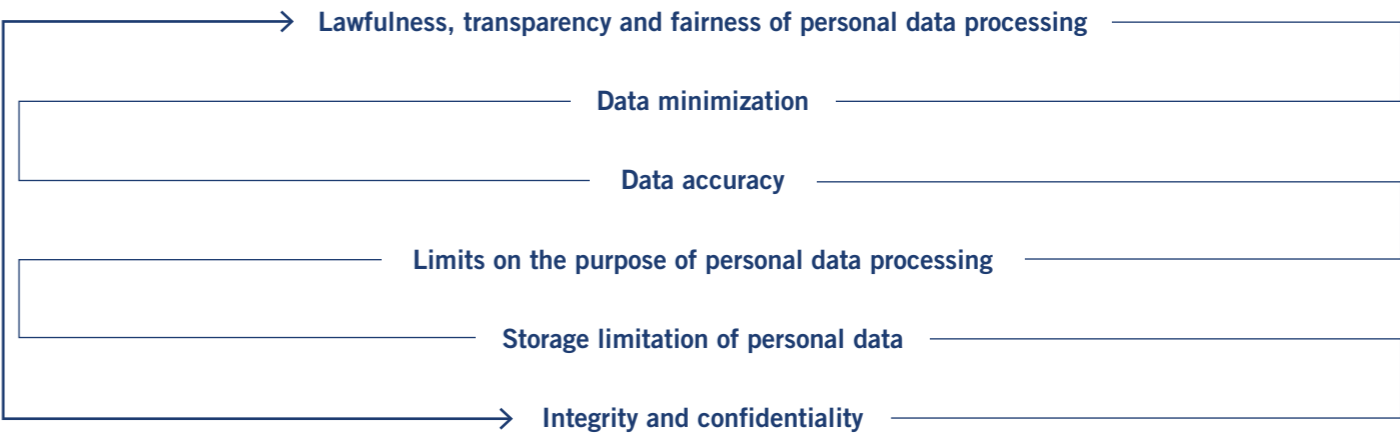 Lawfulness, transparency and fairness of personal data processing
Data minimization
Data accuracy
Limits on the purpose of personal data processing
Storage limitation of personal data
Integrity and confidentiality